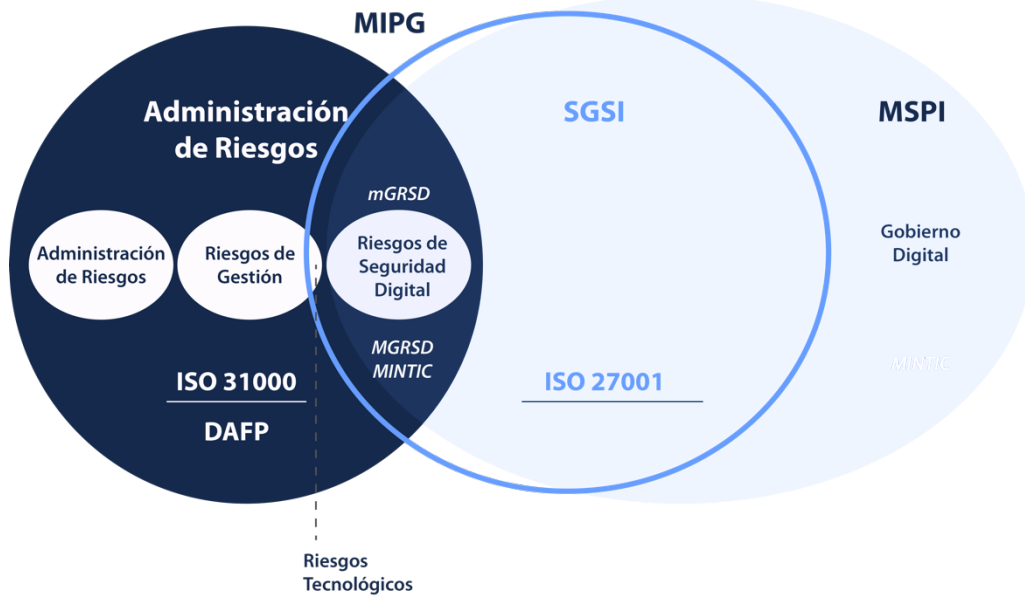 MIPG
Administración
de Riesgos
SGSI
MSPI
mGRSD
Administración
de Riesgos
Riesgos de
Gestión
Riesgos de
Seguridad
Digital
Gobierno
Digital
MGRSD
MINTIC
MINTIC
ISO 31000
DAFP
ISO 27001
Riesgos
Tecnológicos